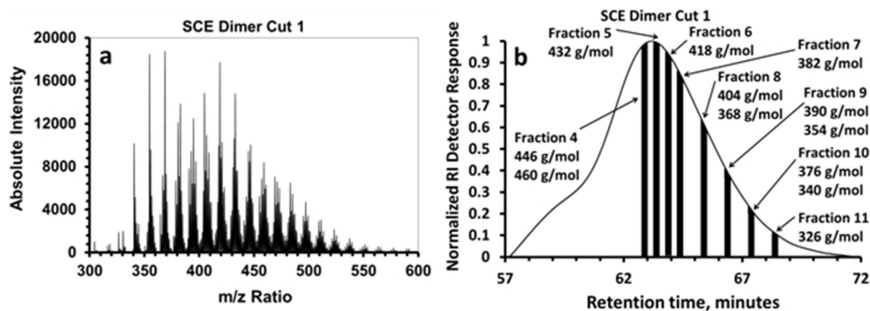 SCE Dimer Cut 1
a
20000
16000
12000
8000
4000
0
300
350
400
450
500
550
600
Absolute Intensity
m/z Ratio
SCE Dimer Cut 1
b
Fraction 5
432 g/mol
Fraction 6
418 g/mol
Fraction 7
382 g/mol
Fraction 8
404 g/mol
368 g/mol
Fraction 9
390 g/mol
354 g/mol
Fraction 4
446 g/mol
460 g/mol
Fraction 10
376 g/mol
340 g/mol
Fraction 11
326 g/mol
1
0.9
0.8
0.7
0.6
0.5
0.4
0.3
0.2
0.1
0
57
62
67
72
Normalized RI Detector Response
Retention time, minutes